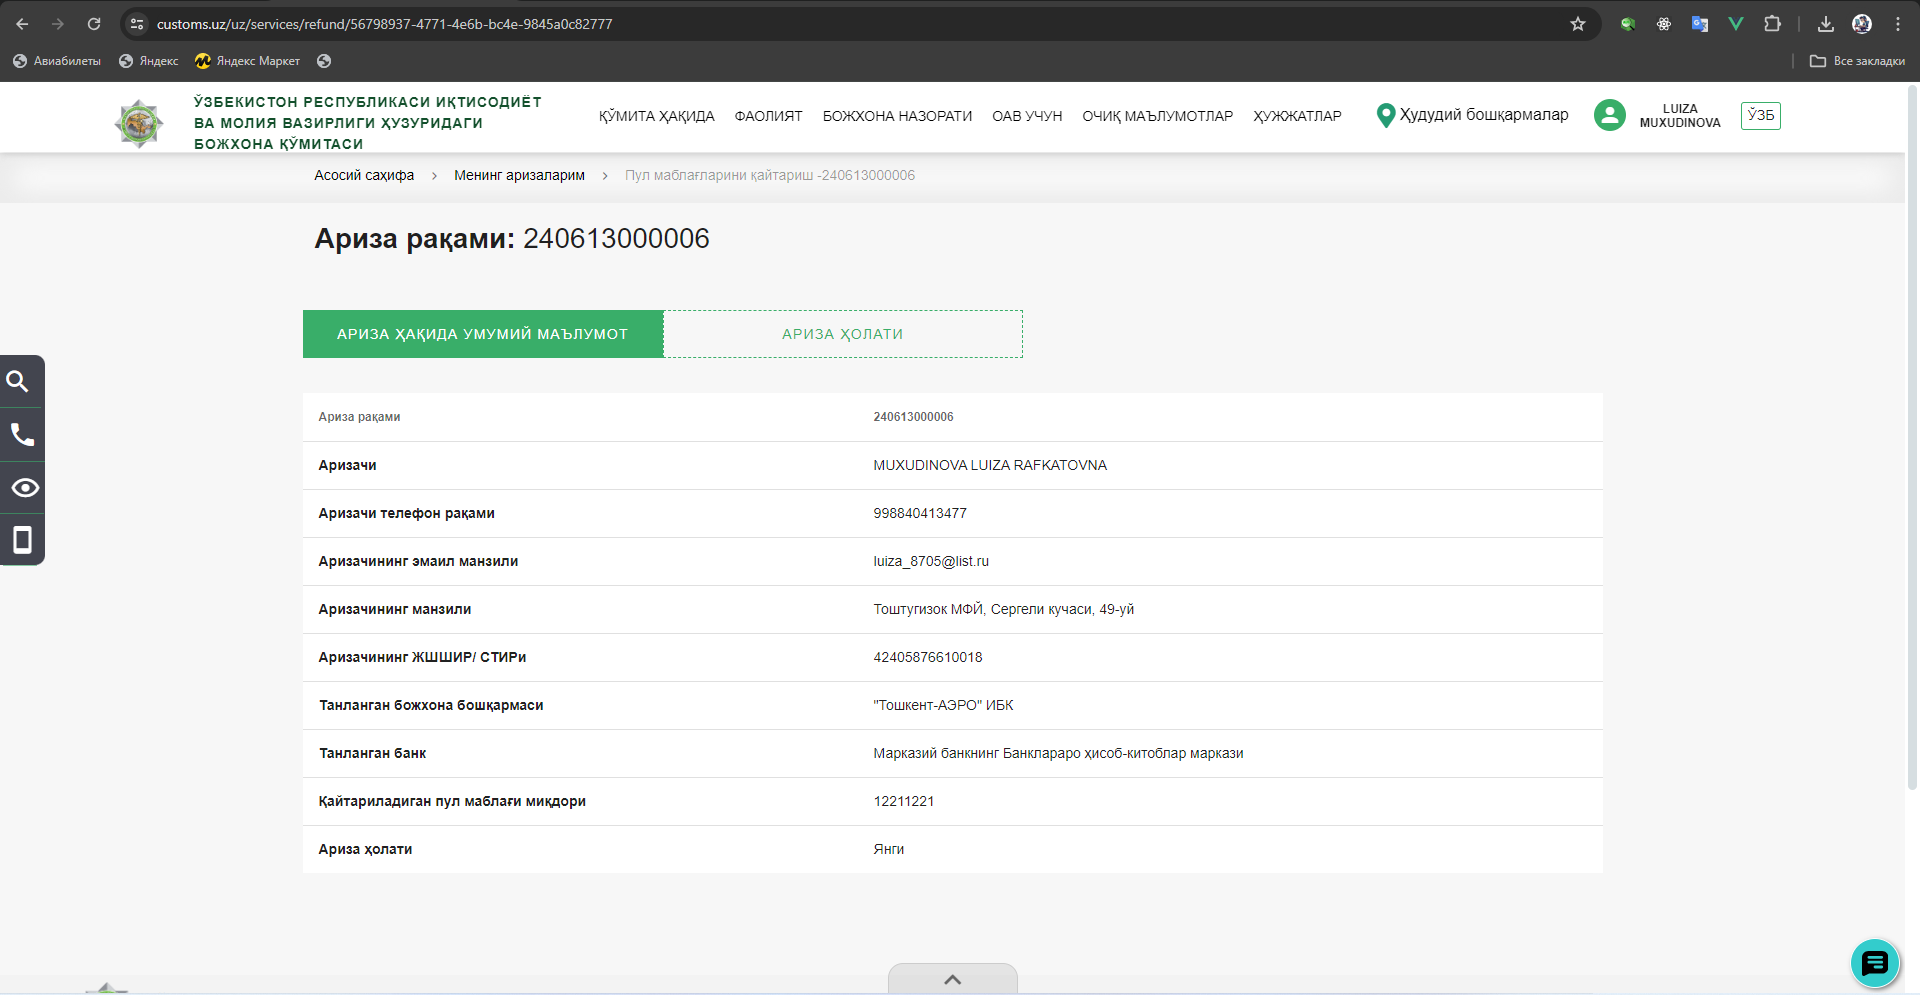 customs.uz/uz/services/refund/56798937-4771-4e6b-bc4e-9845a0c82777
Авиабилеты Яндекс Яндекс Маркет Все закладки
ЎЗБЕКИСТОН РЕСПУБЛИКАСИ ИҚТИСОДИЁТ
ВА МОЛИЯ ВАЗИРЛИГИ ҲУЗУРИДАГИ
БОЖХОНА ҚЎМИТАСИ
ҚЎМИТА ҲАҚИДА ФАОЛИЯТ БОЖХОНА НАЗОРАТИ ОАВ УЧУН ОЧИҚ МАЪЛУМОТЛАР ҲУЖЖАТЛАР
Ҳудудий бошқармалар
LUIZA
MUXUDINOVA
ЎЗБ
Асосий саҳифа > Менинг аризаларим > Пул маблағларини қайтариш -240613000006
Ариза рақами: 240613000006
АРИЗА ҲАҚИДА УМУМИЙ МАЪЛУМОТ АРИЗА ҲОЛАТИ
Ариза рақами 240613000006
Аризачи MUXUDINOVA LUIZA RAFKATOVNA
Аризачи телефон рақами 998840413477
Аризачининг эмаил манзили luiza_8705@list.ru
Аризачининг манзили Тоштугизок МФЙ, Сергели кучаси, 49-уй
Аризачининг ЖШШИР/ СТИРи 42405876610018
Танланган божхона бошқармаси "Тошкент-АЭРО" ИБК
Танланган банк Марказий банкнинг Банклараро ҳисоб-китоблар маркази
Қайтариладиган пул маблағи миқдори 12211221
Ариза ҳолати Янги